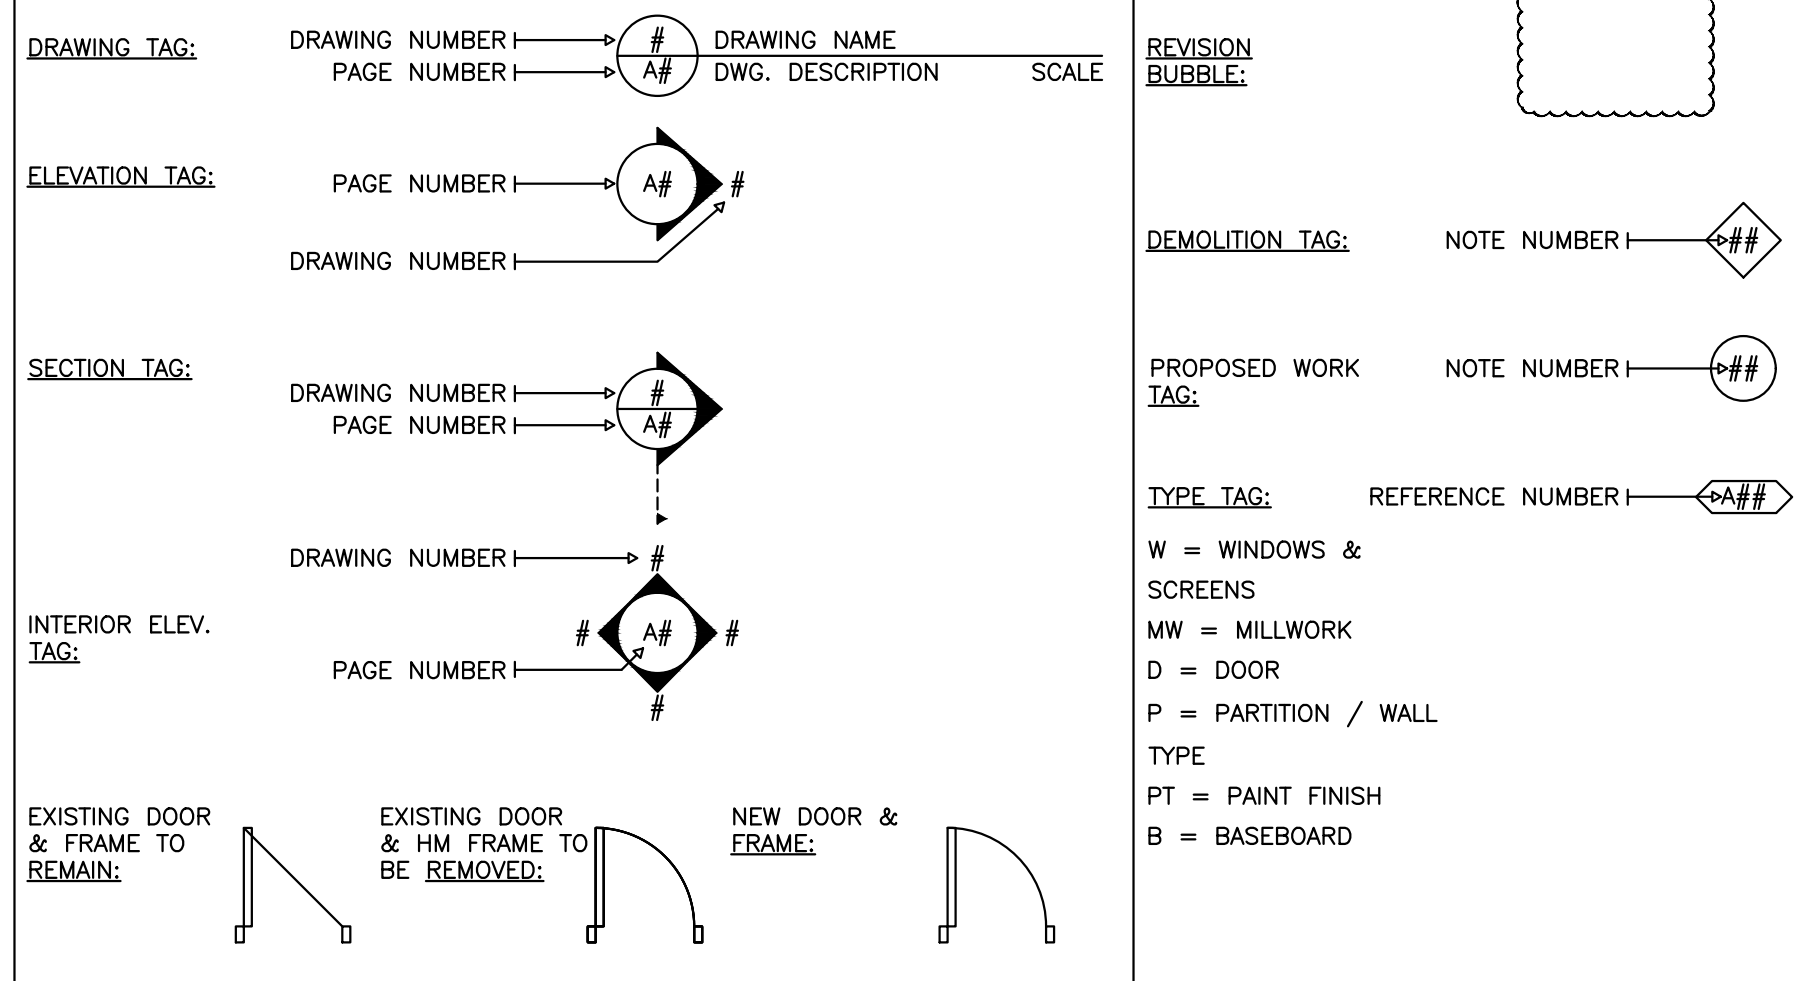 DRAWING TAG:
DRAWING NUMBER
PAGE NUMBER
#
A#
DRAWING NAME
DWG. DESCRIPTION SCALE
ELEVATION TAG:
PAGE NUMBER
A#
#
DRAWING NUMBER
SECTION TAG:
DRAWING NUMBER
PAGE NUMBER
#
A#
DRAWING NUMBER
#
INTERIOR ELEV.
TAG:
# A# #
PAGE NUMBER
#
EXISTING DOOR
& FRAME TO
REMAIN:
EXISTING DOOR
& HM FRAME TO
BE REMOVED:
NEW DOOR &
FRAME:
REVISION
BUBBLE:
DEMOLITION TAG:
NOTE NUMBER
##
PROPOSED WORK
TAG:
NOTE NUMBER
##
TYPE TAG:
REFERENCE NUMBER
A##
W = WINDOWS &
SCREENS
MW = MILLWORK
D = DOOR
P = PARTITION / WALL
TYPE
PT = PAINT FINISH
B = BASEBOARD